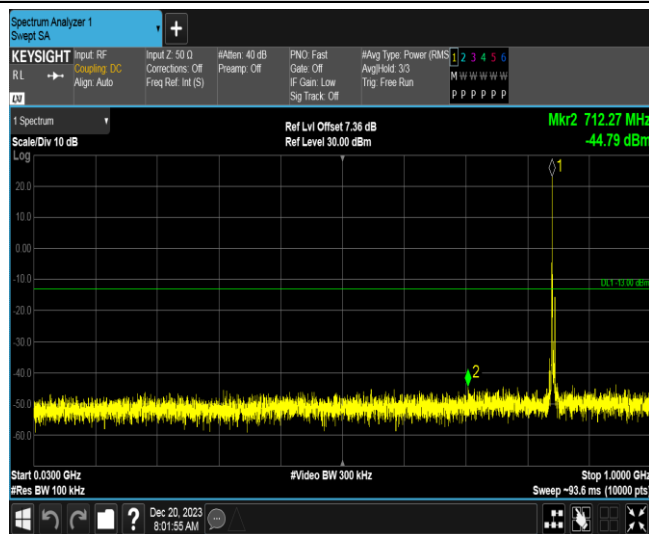 Spectrum Analyzer 1
Swept SA
+
KEYSIGHT
RL
LXI
Input: RF
Coupling: DC
Align: Auto
Input Z: 50 Ω
Corrections: Off
Freq Ref: Int (S)
#Atten: 40 dB
Preamp: Off
PNO: Fast
Gate: Off
IF Gain: Low
Sig Track: Off
#Avg Type: Power (RMS
Avg|Hold: 3/3
Trig: Free Run
1 2 3 4 5 6
M W W W W W
P P P P P P
1 Spectrum
Scale/Div 10 dB
Log
Ref Lvl Offset 7.36 dB
Ref Level 30.00 dBm
Mkr2 712.27 MHz
-44.79 dBm
1
20.0
10.0
0.00
-10.0
DL1 -13.00 dBm
-20.0
-30.0
-40.0
2
-50.0
-60.0
Start 0.0300 GHz
#Video BW 300 kHz
Stop 1.0000 GHz
#Res BW 100 kHz
Sweep ~93.6 ms (10000 pts)
?
Dec 20, 2023
8:01:55 AM